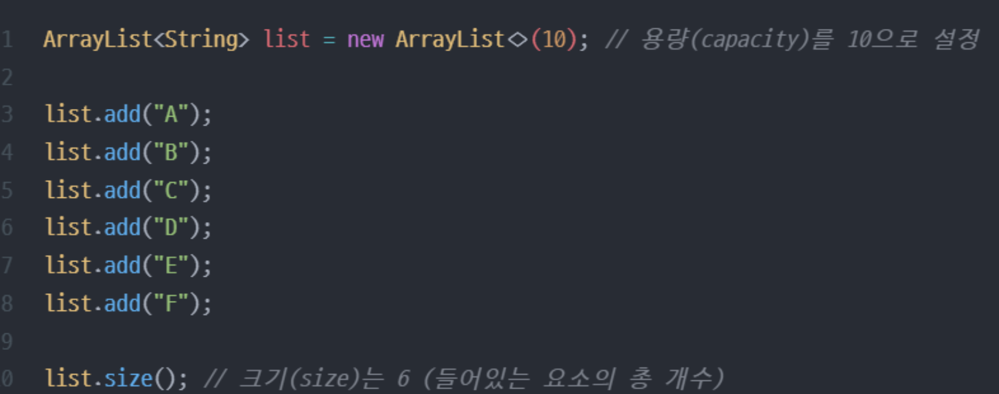 1 ArrayList<String> list = new ArrayList<>(10); // 용량(capacity)를 10으로 설정
2
3 list.add("A");
4 list.add("B");
5 list.add("C");
6 list.add("D");
7 list.add("E");
8 list.add("F");
9
0 list.size(); // 크기(size)는 6 (들어있는 요소의 총 개수)